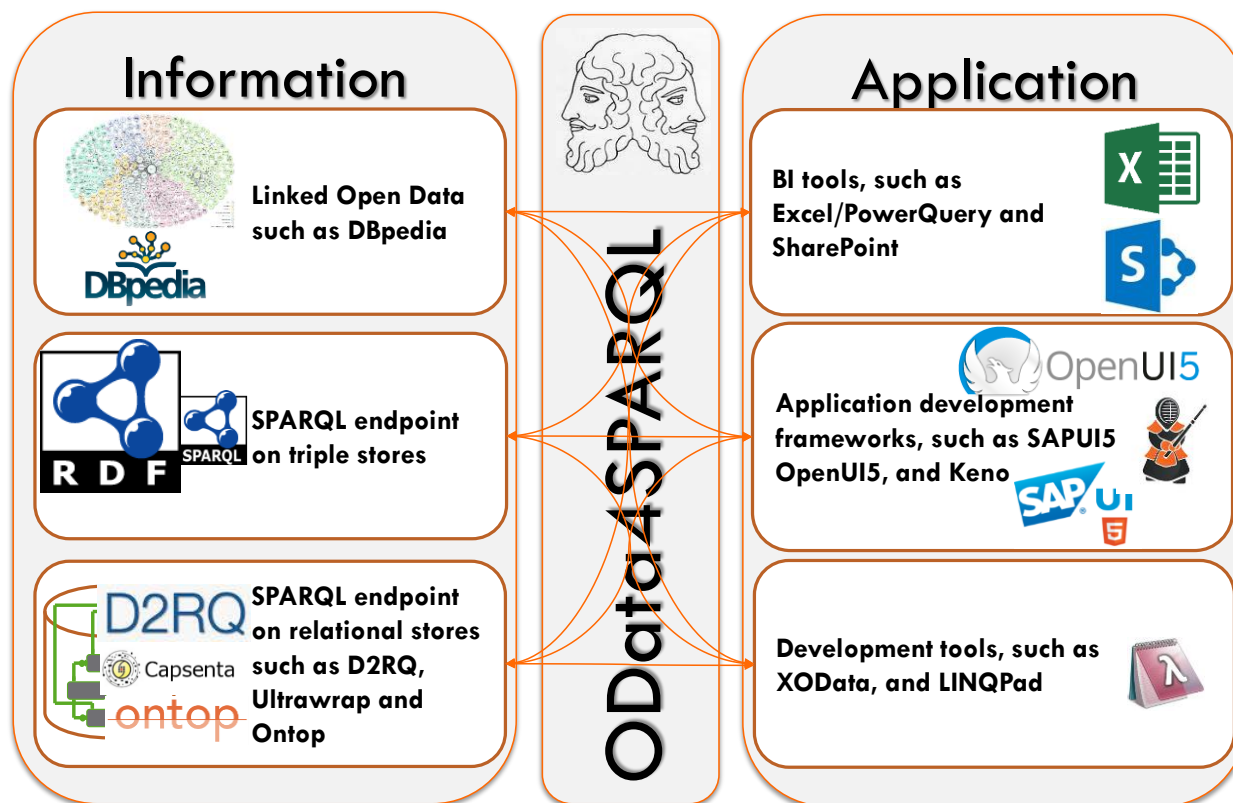 Information
Linked Open Data
such as DBpedia
DBpedia
RDF
SPARQL
SPARQL endpoint
on triple stores
D2RQ
Capsenta
ontop
SPARQL endpoint
on relational stores
such as D2RQ,
Ultrawrap and
Ontop
OData4SPARQL
Application
BI tools, such as
Excel/PowerQuery and
SharePoint
X
S
OpenUI5
Application development
frameworks, such as SAPUI5
OpenUI5, and Keno
SAP UI
5
Development tools, such as
XOData, and LINQPad
λ